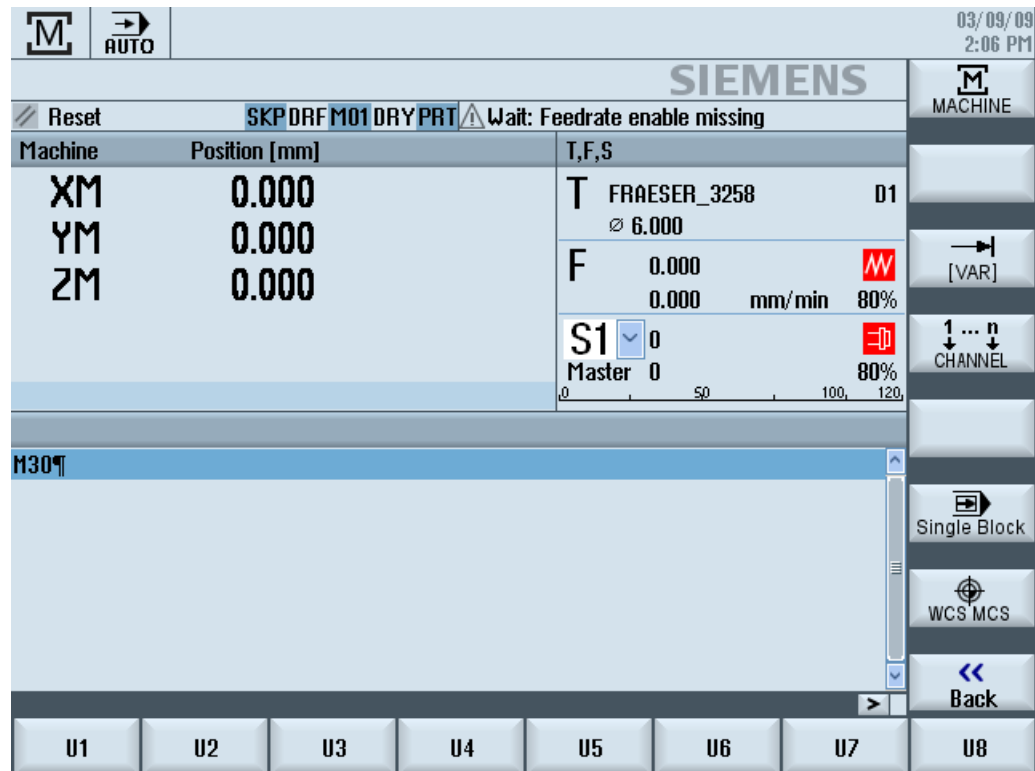 M AUTO 03/09/09
2:06 PM
SIEMENS
MACHINE
Reset SKP DRF M01 DRY PRT Wait: Feedrate enable missing
Machine Position [mm] T,F,S
XM 0.000
YM 0.000
ZM 0.000
T FRAESER_3258 D1
⌀ 6.000
F 0.000
0.000 mm/min 80%
S1 0
Master 0 80%
0 50 100 120
[VAR]
1 ... n
CHANNEL
M30¶
Single Block
WCS MCS
<<
Back
>
U1 U2 U3 U4 U5 U6 U7 U8